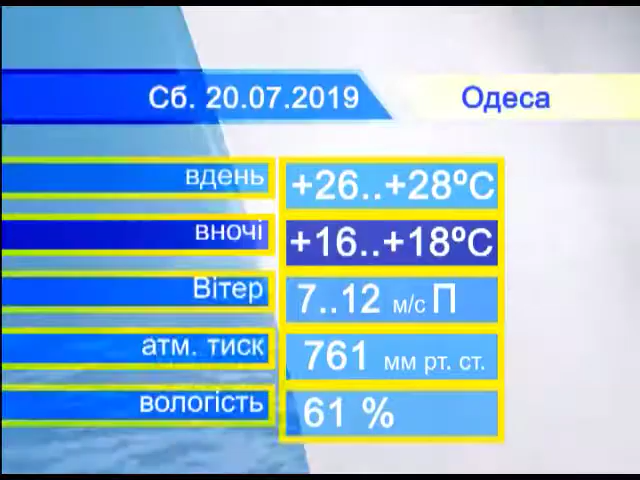 Сб. 20.07.2019 Одеса
вдень +26..+28ºC
вночі +16..+18ºC
Вітер 7..12 м/с П
атм. тиск 761 мм рт. ст.
вологість 61 %